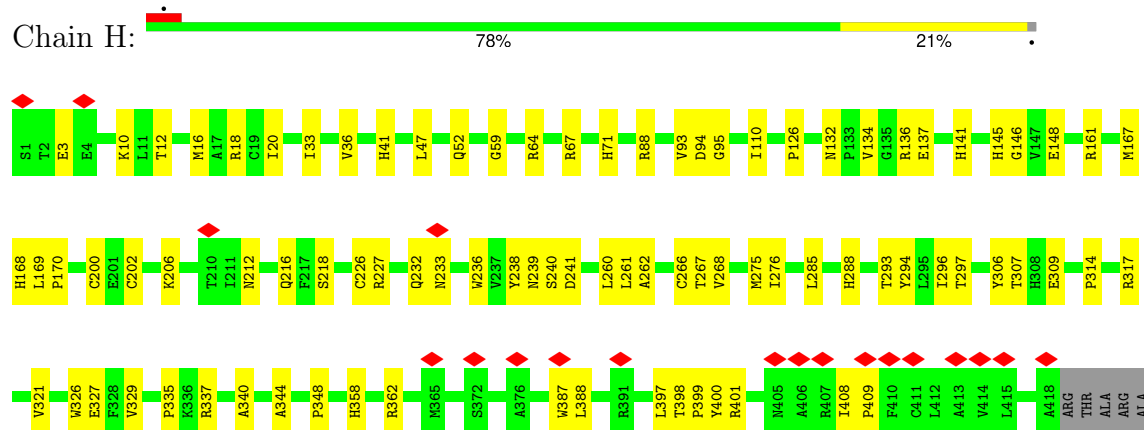 Chain H:
78%
21%
S1 T2 E3 E4 K10 L11 T12 M16 A17 R18 C19 I20 I33 V36 H41 L47 Q52 G59 R64 R67 H71 R88 V93 D94 G95 I110 P126 N132 P133 V134 G135 R136 E137 H141 H145 G146 V147 E148 R161 M167
H168 L169 P170 C200 E201 C202 K206 T210 I211 N212 Q216 F217 S218 C226 R227 Q232 N233 W236 V237 Y238 N239 S240 D241 L260 L261 A262 C266 T267 V268 M275 I276 L285 H288 T293 Y294 L295 I296 T297 Y306 T307 H308 E309 P314 R317
V321 W326 E327 F328 V329 P335 K336 R337 A340 A344 P348 H358 R362 M365 S372 A376 W387 L388 R391 L397 T398 P399 Y400 R401 N405 A406 R407 I408 P409 F410 C411 L412 A413 V414 L415 A418 ARG THR ALA ARG ALA